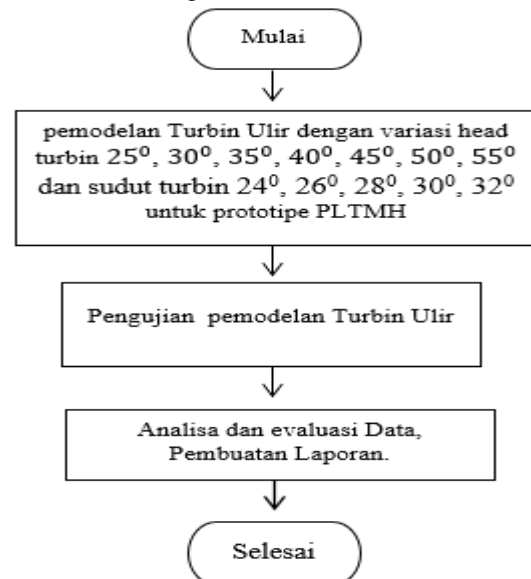 Mulai
pemodelan Turbin Ulir dengan variasi head
turbin 25⁰, 30⁰, 35⁰, 40⁰, 45⁰, 50⁰, 55⁰
dan sudut turbin 24⁰, 26⁰, 28⁰, 30⁰, 32⁰
untuk prototipe PLTMH
Pengujian pemodelan Turbin Ulir
Analisa dan evaluasi Data,
Pembuatan Laporan.
Selesai